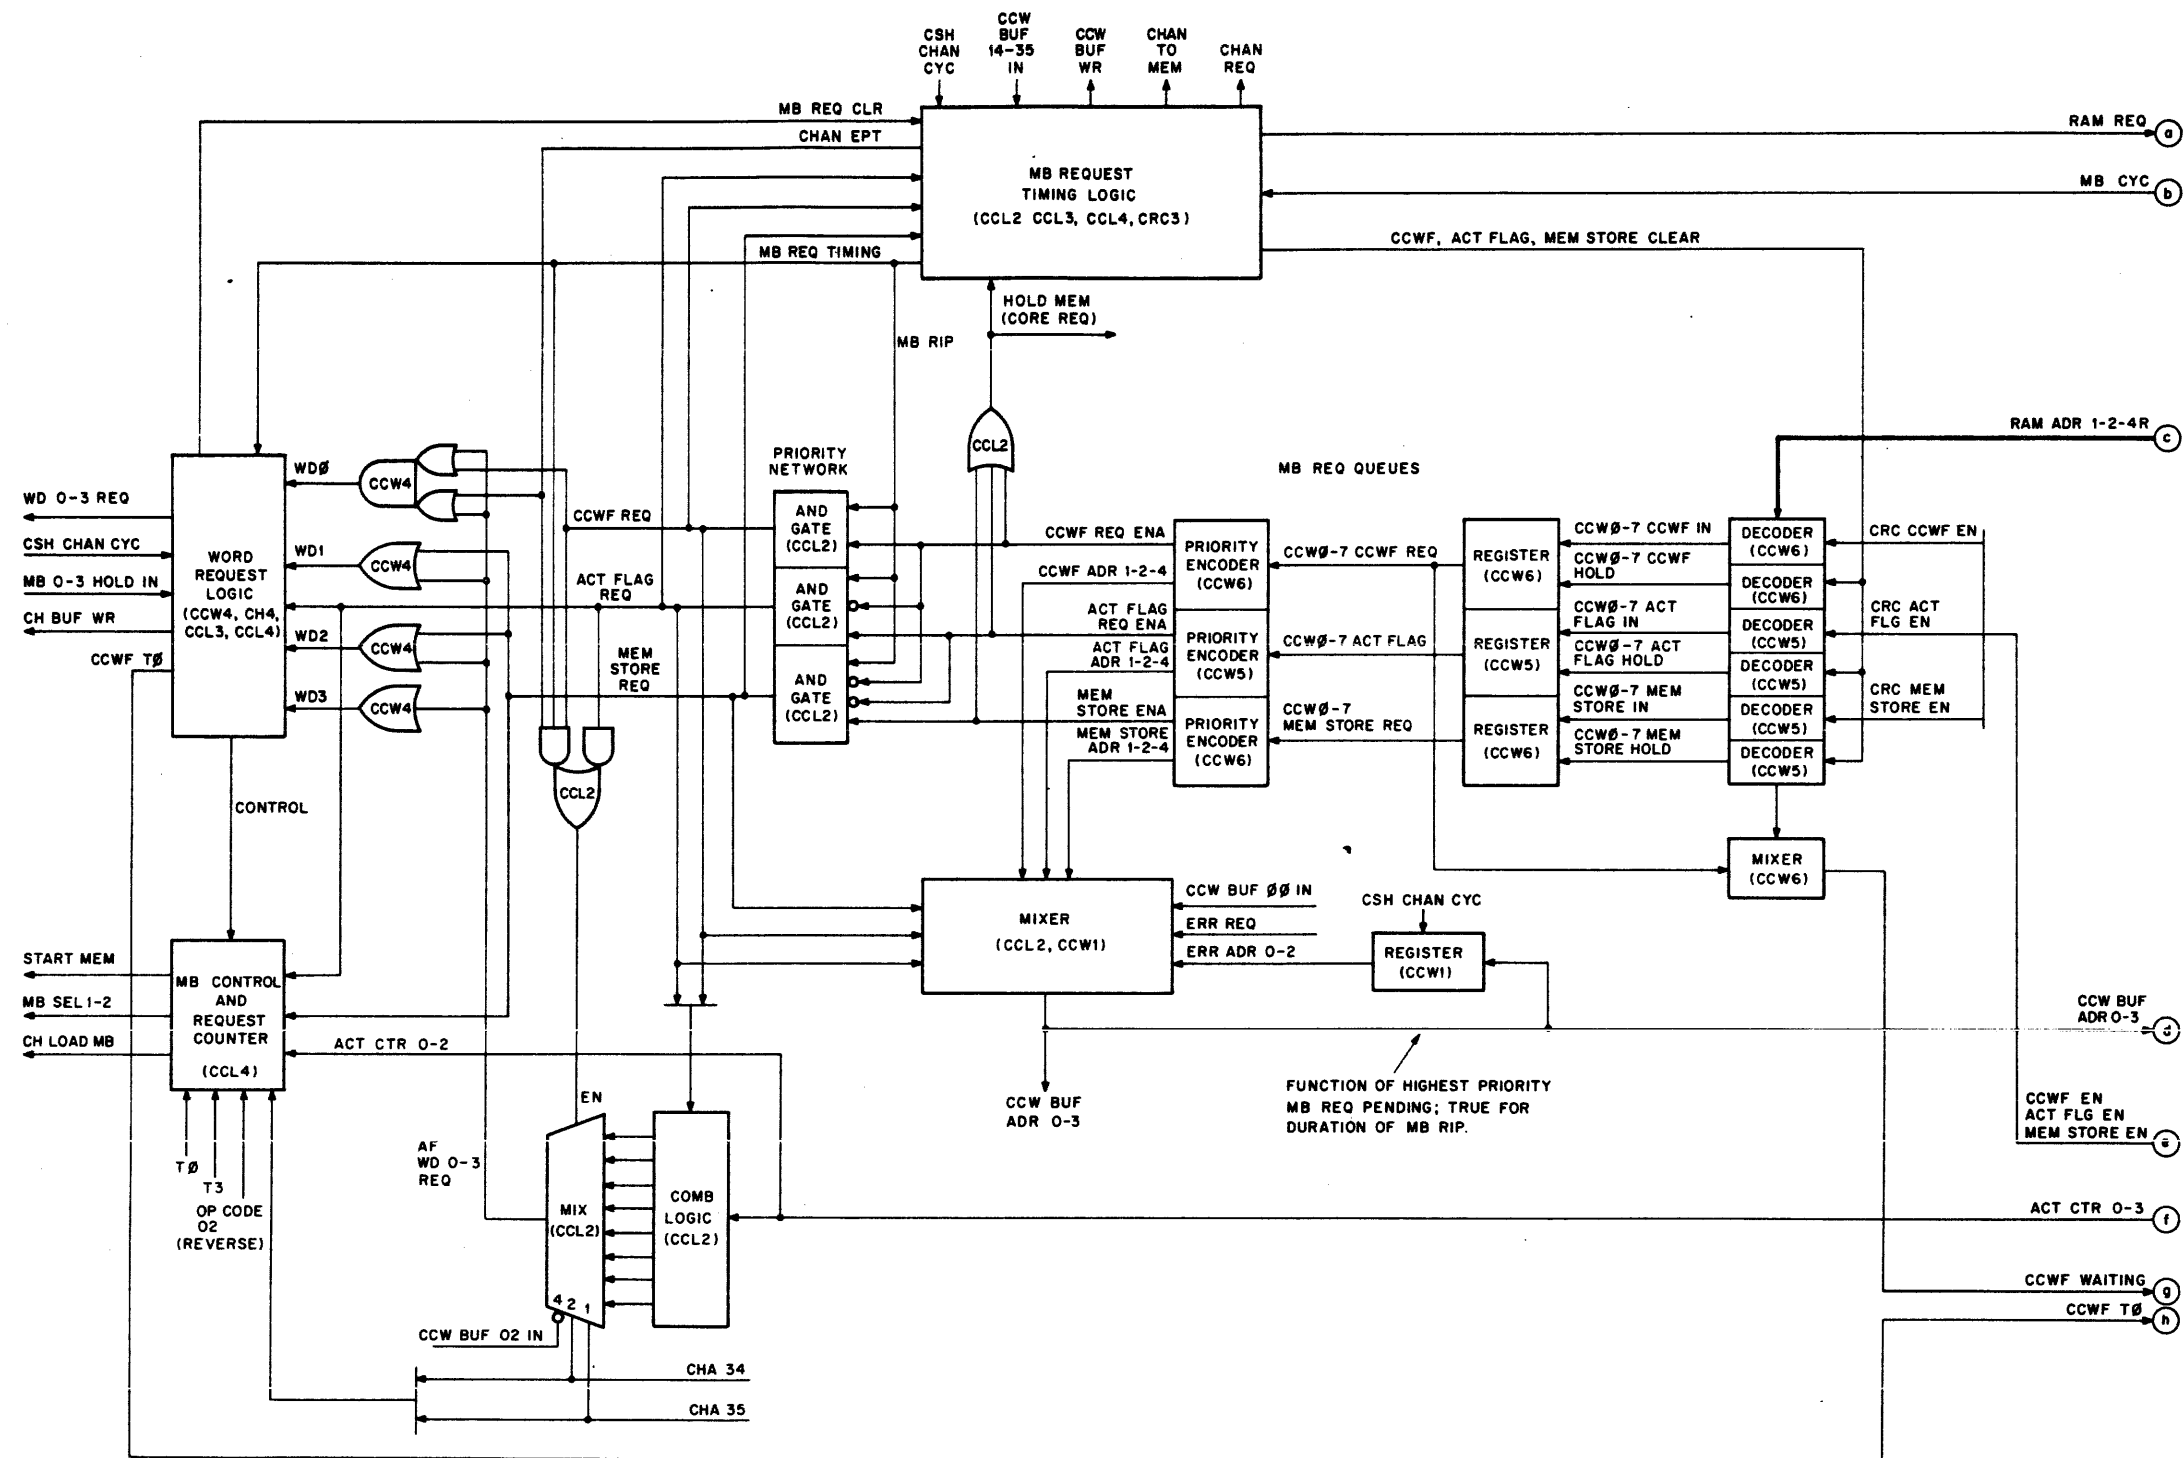 CSH
CHAN
CYC
CCW
BUF
14-35
IN
CCW
BUF
WR
CHAN
TO
MEM
CHAN
REQ
MB REQ CLR
CHAN EPT
MB REQUEST
TIMING LOGIC
(CCL2 CCL3, CCL4, CRC3)
RAM REQ
a
MB CYC
b
CCWF, ACT FLAG, MEM STORE CLEAR
MB REQ TIMING
HOLD MEM
(CORE REQ)
MB RIP
CCL2
RAM ADR 1-2-4R
c
PRIORITY
NETWORK
MB REQ QUEUES
WD 0-3 REQ
CSH CHAN CYC
MB 0-3 HOLD IN
CH BUF WR
CCWF TØ
WORD
REQUEST
LOGIC
(CCW4, CH4,
CCL3, CCL4)
WDØ
WD1
WD2
WD3
CCW4
CCW4
CCW4
CCW4
CCWF REQ
ACT FLAG
REQ
MEM
STORE
REQ
AND
GATE
(CCL2)
AND
GATE
(CCL2)
AND
GATE
(CCL2)
CCWF REQ ENA
CCWF ADR 1-2-4
ACT FLAG
REQ ENA
ACT FLAG
ADR 1-2-4
MEM
STORE ENA
MEM STORE
ADR 1-2-4
PRIORITY
ENCODER
(CCW6)
PRIORITY
ENCODER
(CCW5)
PRIORITY
ENCODER
(CCW6)
CCWØ-7 CCWF REQ
CCWØ-7 ACT FLAG
CCWØ-7
MEM STORE REQ
REGISTER
(CCW6)
REGISTER
(CCW5)
REGISTER
(CCW6)
CCWØ-7 CCWF IN
CCWØ-7 CCWF
HOLD
CCWØ-7 ACT
FLAG IN
CCWØ-7 ACT
FLAG HOLD
CCWØ-7 MEM
STORE IN
CCWØ-7 MEM
STORE HOLD
DECODER
(CCW6)
DECODER
(CCW6)
DECODER
(CCW5)
DECODER
(CCW5)
DECODER
(CCW5)
DECODER
(CCW5)
CRC CCWF EN
CRC ACT
FLG EN
CRC MEM
STORE EN
CCL2
CONTROL
MIXER
(CCW6)
MIXER
(CCL2, CCW1)
CCW BUF ØØ IN
ERR REQ
ERR ADR 0-2
CSH CHAN CYC
REGISTER
(CCW1)
START MEM
MB SEL 1-2
CH LOAD MB
MB CONTROL
AND
REQUEST
COUNTER
(CCL4)
ACT CTR 0-2
CCW BUF
ADR 0-3
d
FUNCTION OF HIGHEST PRIORITY
MB REQ PENDING; TRUE FOR
DURATION OF MB RIP.
CCW BUF
ADR 0-3
CCWF EN
ACT FLG EN
MEM STORE EN
e
TØ
T3
OP CODE
02
(REVERSE)
AF
WD 0-3
REQ
EN
MIX
(CCL2)
4 2 1
COMB
LOGIC
(CCL2)
ACT CTR 0-3
f
CCWF WAITING
g
CCWF TØ
h
CCW BUF 02 IN
CHA 34
CHA 35